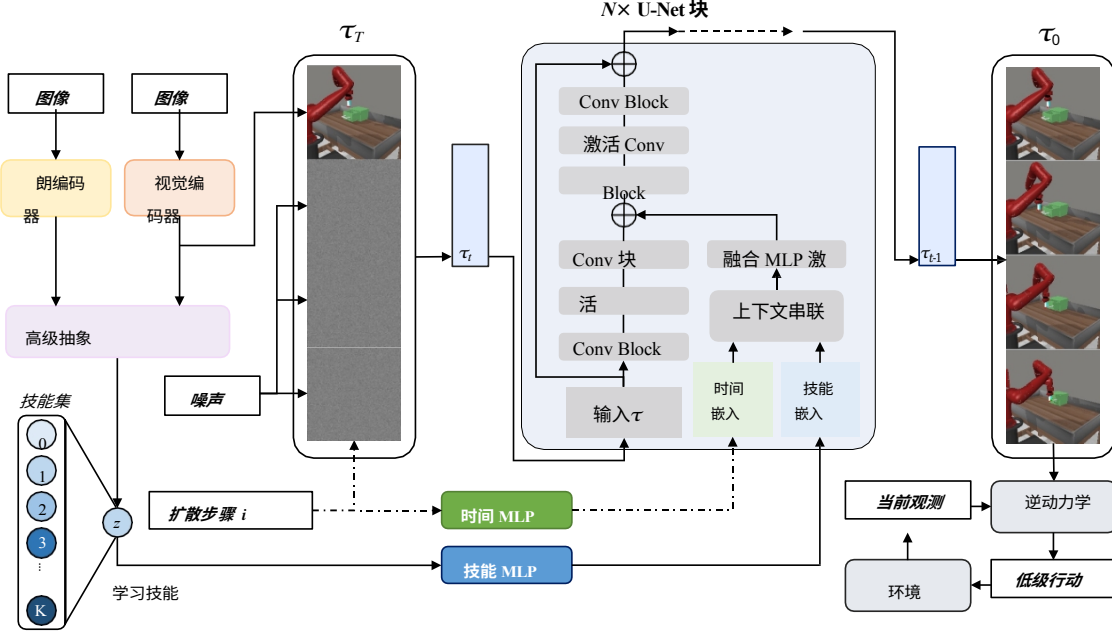 N× U-Net 块
τT
τ0
图像
图像
朗编码
器
视觉编
码器
高级抽象
噪声
技能集
0
1
2
3
...
K
z
学习技能
扩散步骤 i
时间 MLP
技能 MLP
τt
Conv Block
激活 Conv
Block
Conv 块
活
Conv Block
输入τ
融合 MLP 激
上下文串联
时间
嵌入
技能
嵌入
τt-1
当前观测
逆动力学
环境
低级行动